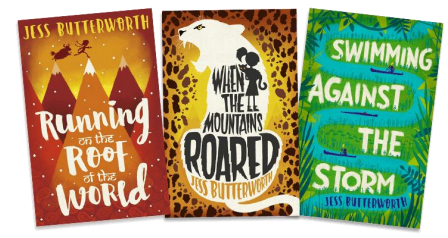 JESS BUTTERWORTH
Running
on the
Roof
of the
World
WHEN
THE
MOUNTAINS
ROARED
JESS BUTTERWORTH
SWIMMING
AGAINST
THE
STORM
JESS BUTTERWORTH